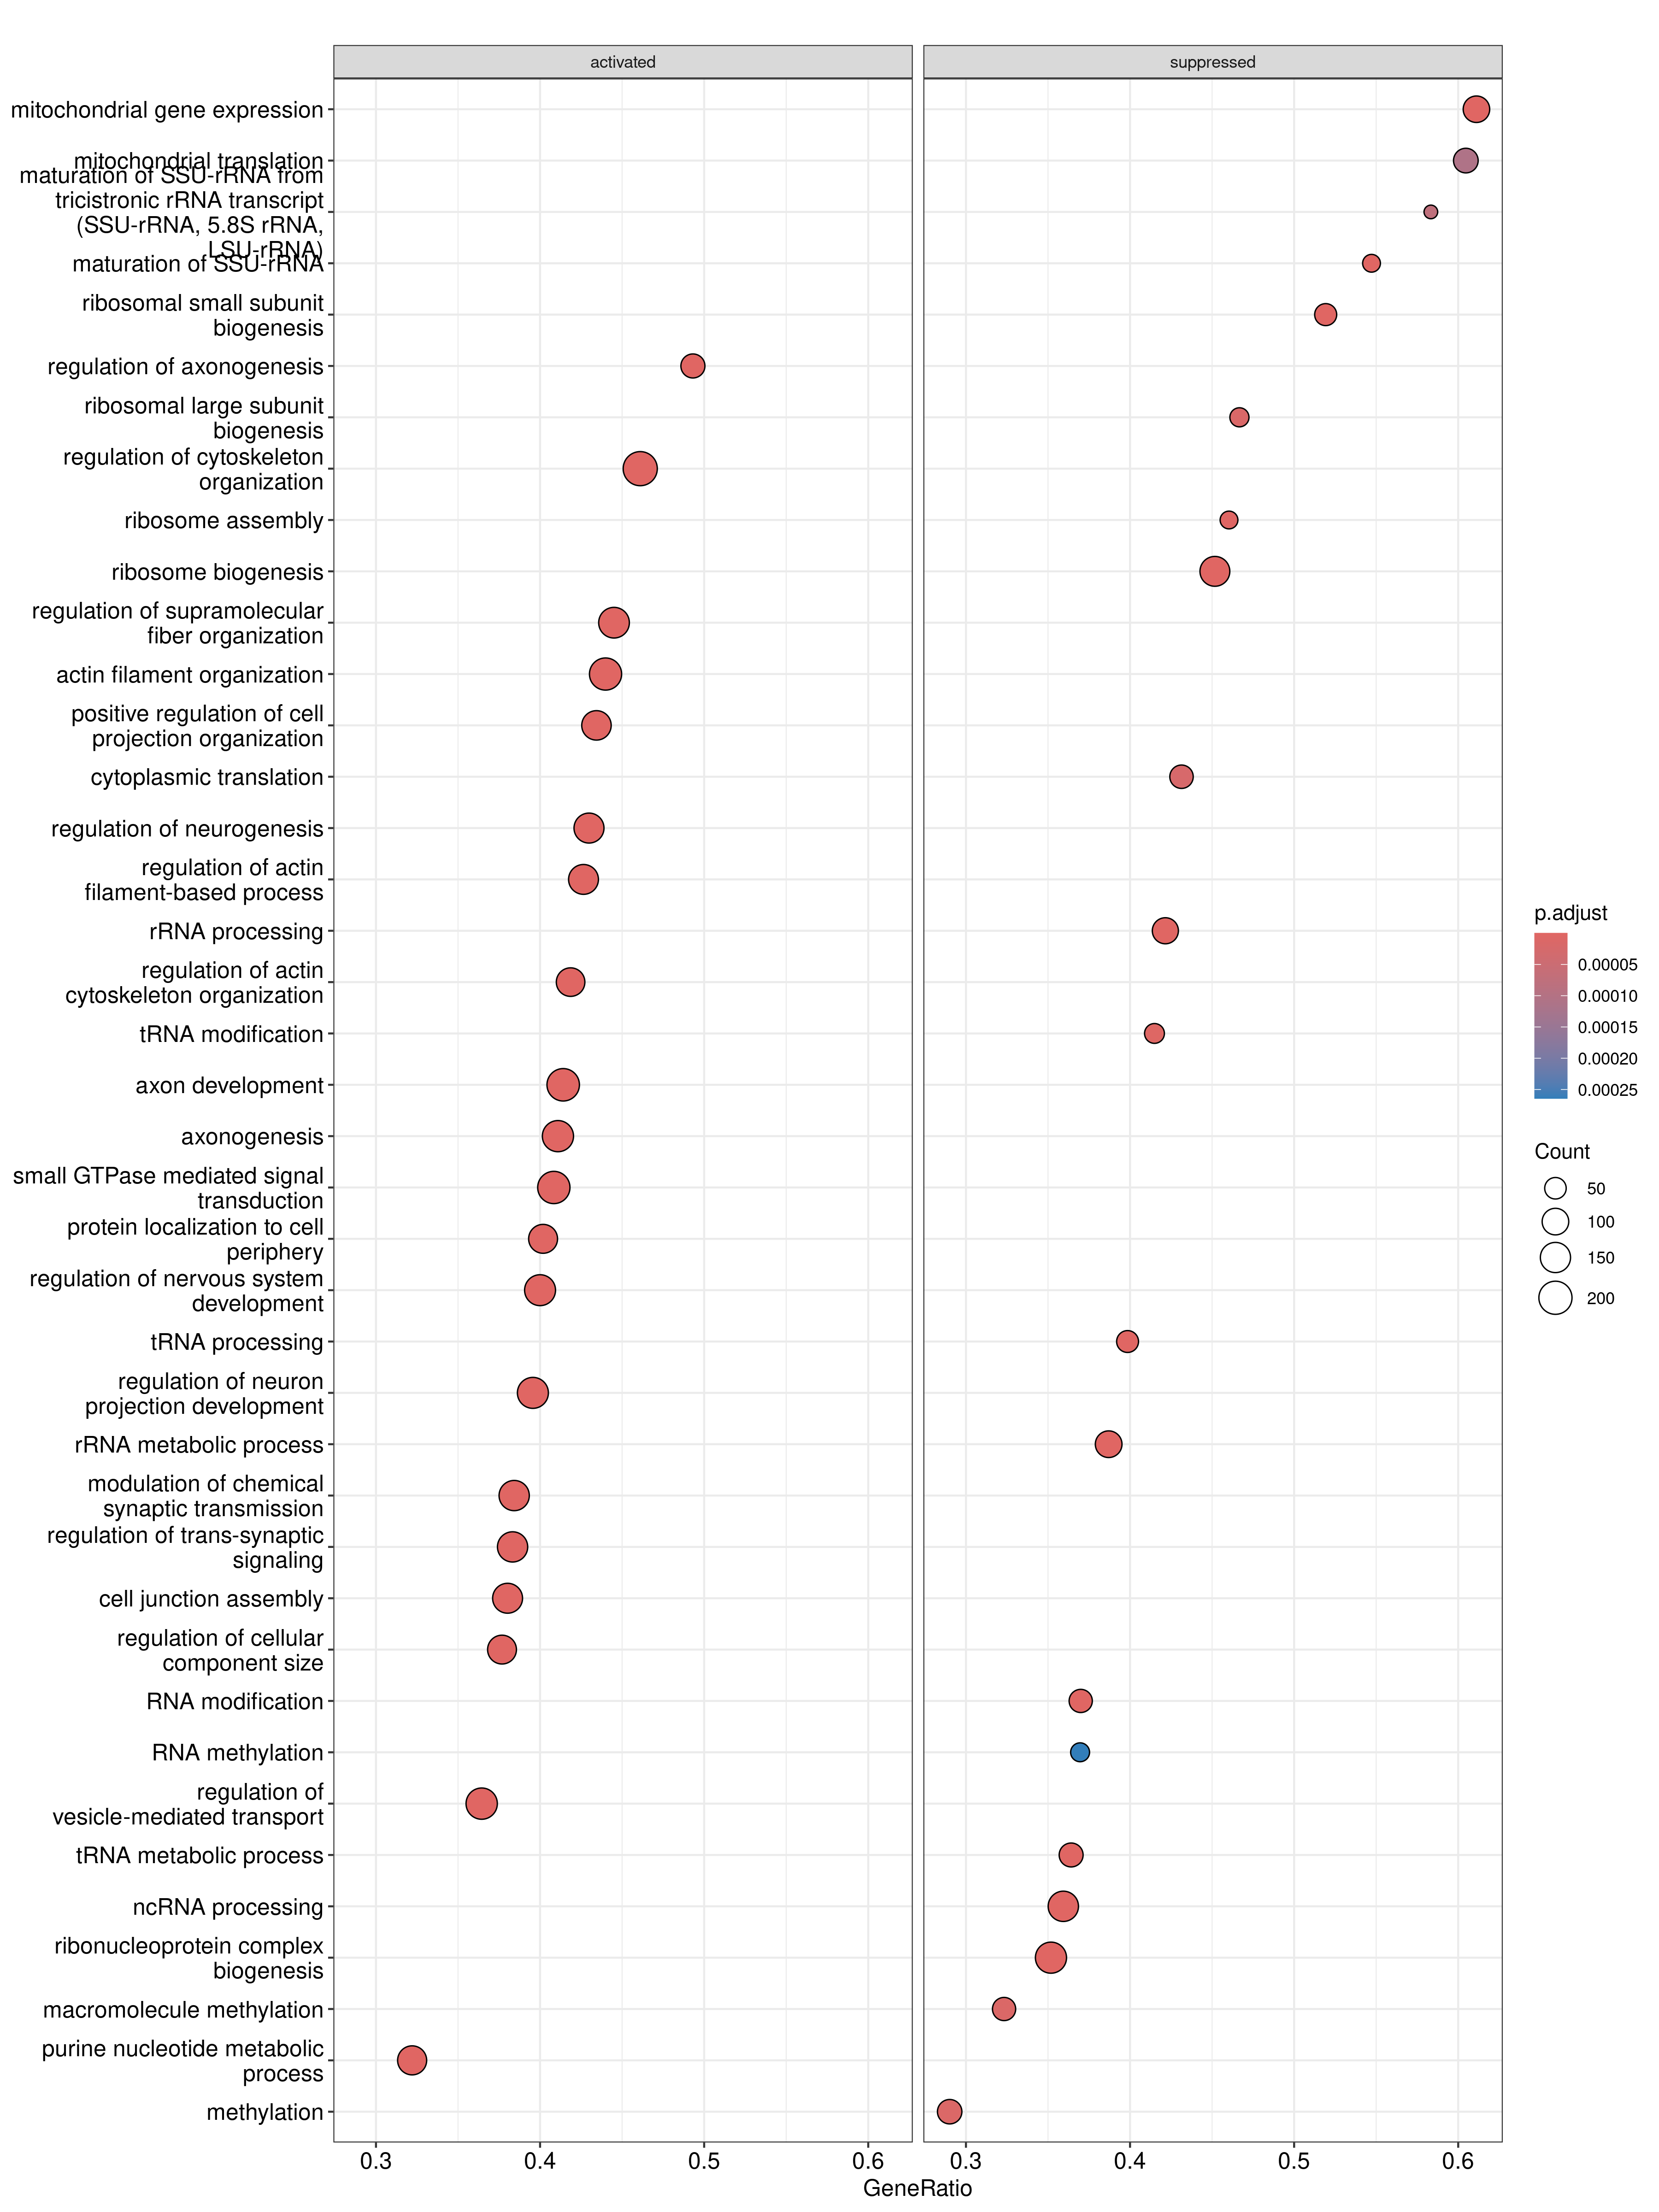 activated
suppressed
mitochondrial gene expression
mitochondrial translation
maturation of SSU-rRNA from
tricistronic rRNA transcript
(SSU-rRNA, 5.8S rRNA,
LSU-rRNA)
maturation of SSU-rRNA
ribosomal small subunit
biogenesis
regulation of axonogenesis
ribosomal large subunit
biogenesis
regulation of cytoskeleton
organization
ribosome assembly
ribosome biogenesis
regulation of supramolecular
fiber organization
actin filament organization
positive regulation of cell
projection organization
cytoplasmic translation
regulation of neurogenesis
regulation of actin
filament-based process
rRNA processing
regulation of actin
cytoskeleton organization
tRNA modification
axon development
axonogenesis
small GTPase mediated signal
transduction
protein localization to cell
periphery
regulation of nervous system
development
tRNA processing
regulation of neuron
projection development
rRNA metabolic process
modulation of chemical
synaptic transmission
regulation of trans-synaptic
signaling
cell junction assembly
regulation of cellular
component size
RNA modification
RNA methylation
regulation of
vesicle-mediated transport
tRNA metabolic process
ncRNA processing
ribonucleoprotein complex
biogenesis
macromolecule methylation
purine nucleotide metabolic
process
methylation
0.3 0.4 0.5 0.6
0.3 0.4 0.5 0.6
GeneRatio
p.adjust
0.00005
0.00010
0.00015
0.00020
0.00025
Count
50
100
150
200